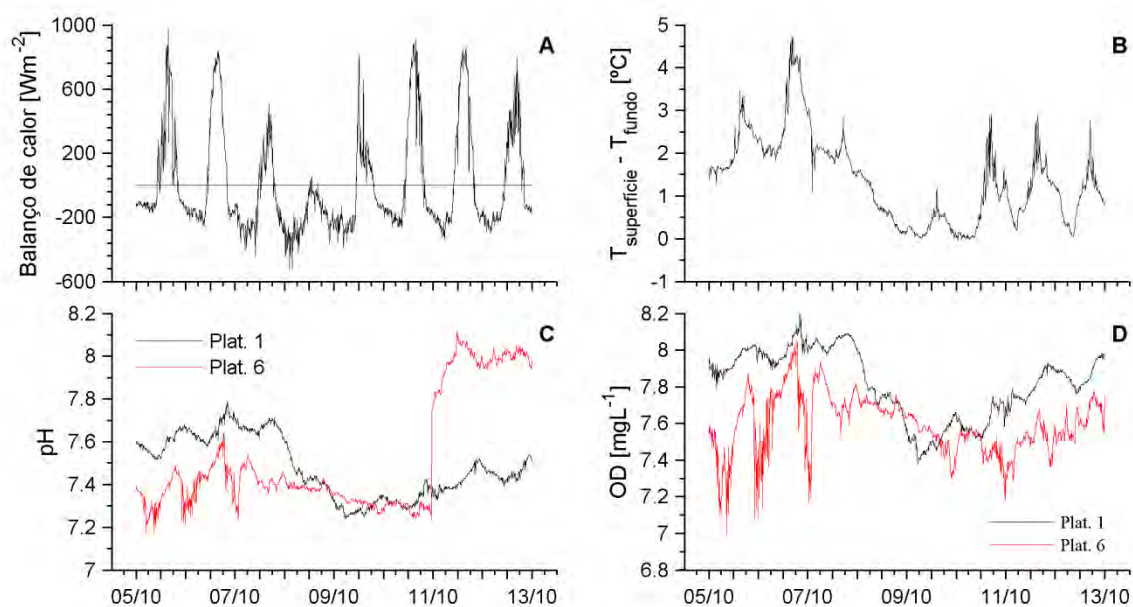 A
Balanço de calor [Wm-2]
1000
600
200
-200
-600
B
Tsuperfície - Tfundo [ºC]
5
4
3
2
1
0
-1
C
pH
8.2
8
7.8
7.6
7.4
7.2
7
Plat. 1
Plat. 6
05/10 07/10 09/10 11/10 13/10
D
OD [mgL-1]
8.2
8
7.8
7.6
7.4
7.2
7
6.8
Plat. 1
Plat. 6
05/10 07/10 09/10 11/10 13/10